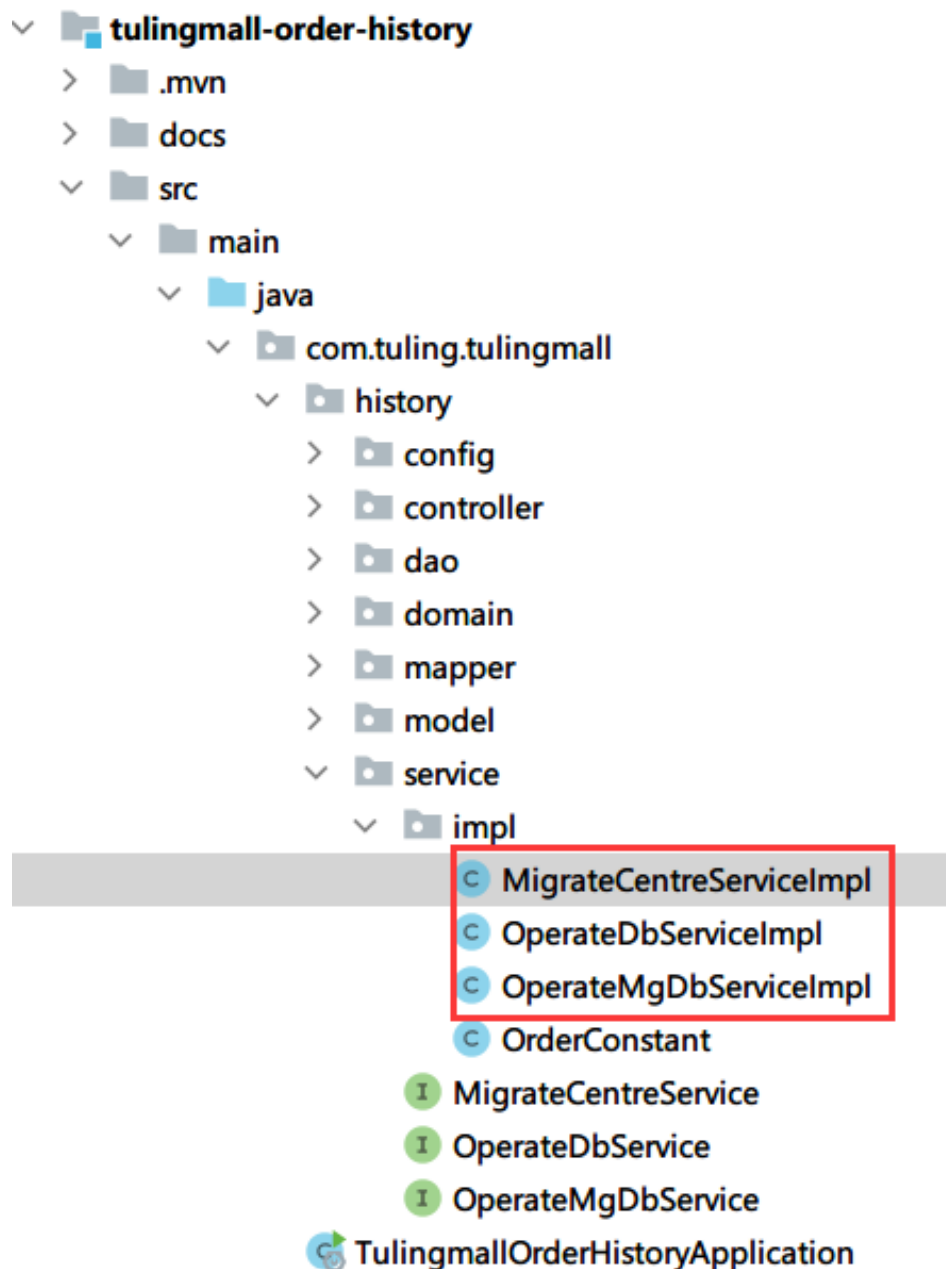 tulingmall-order-history
.mvn
docs
src
main
java
com.tuling.tulingmall
history
config
controller
dao
domain
mapper
model
service
impl
C MigrateCentreServiceImpl
C OperateDbServiceImpl
C OperateMgDbServiceImpl
C OrderConstant
I MigrateCentreService
I OperateDbService
I OperateMgDbService
C TulingmallOrderHistoryApplication